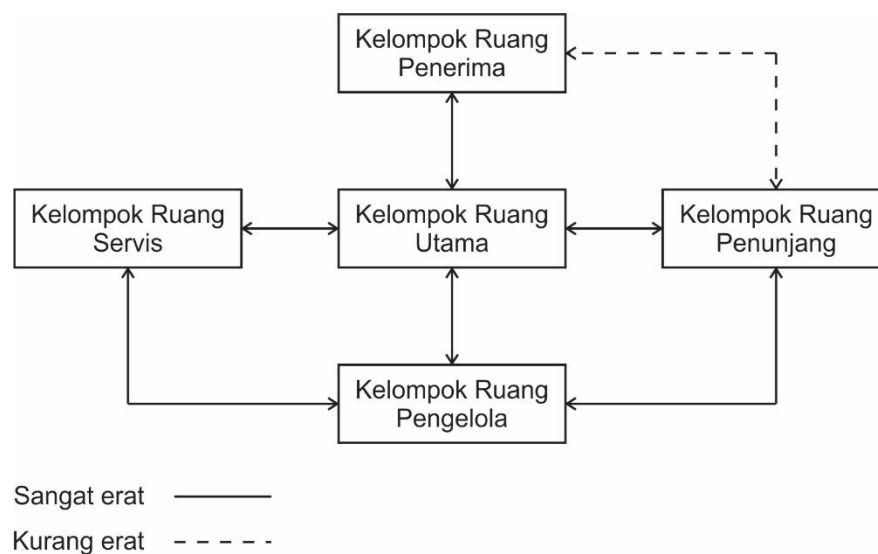 Kelompok Ruang
Penerima
Kelompok Ruang
Servis
Kelompok Ruang
Utama
Kelompok Ruang
Penunjang
Kelompok Ruang
Pengelola
Sangat erat
Kurang erat